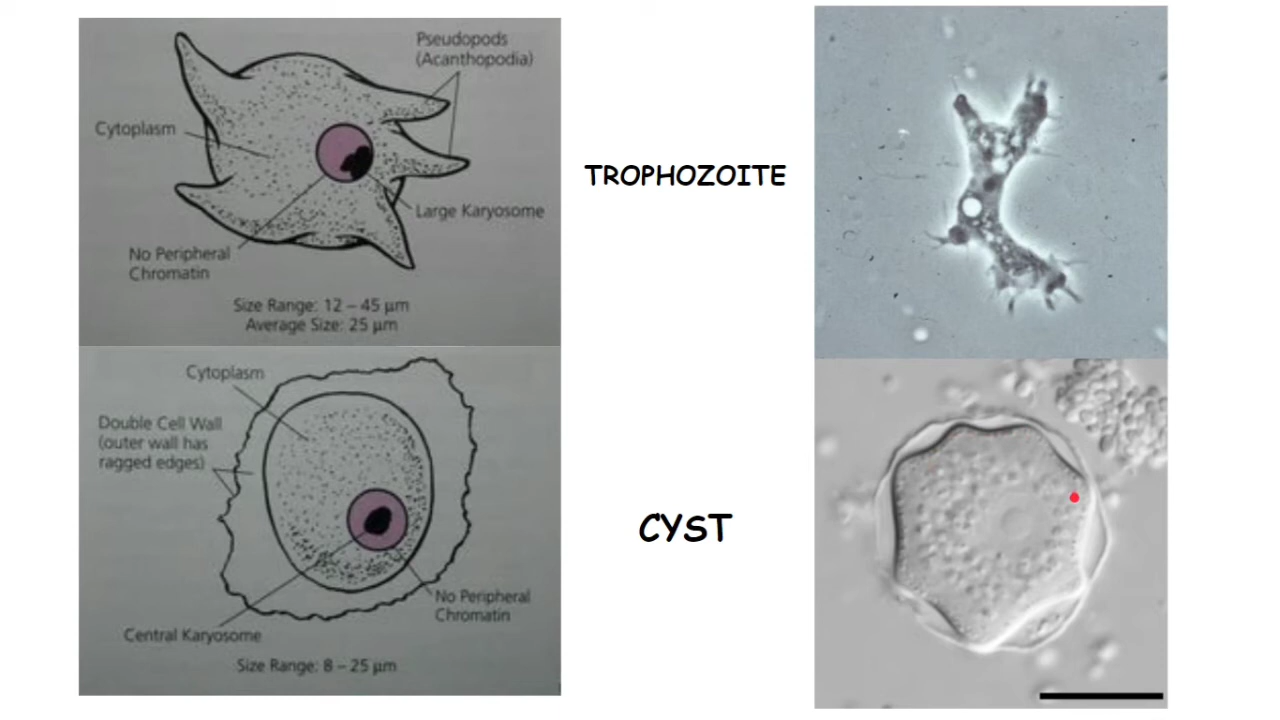 Pseudopods
(Acanthopodia)
Cytoplasm
Large Karyosome
No Peripheral
Chromatin
Size Range: 12 – 45 µm
Average Size: 25 µm
TROPHOZOITE
Cytoplasm
Double Cell Wall
(outer wall has
ragged edges)
No Peripheral
Chromatin
Central Karyosome
Size Range: 8 – 25 µm
CYST